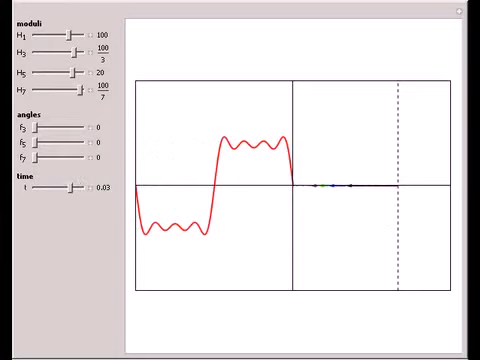 moduli
H1 100
H3 100/3
H5 20
H7 100/7
angles
f3 0
f5 0
f7 0
time
t 0.03